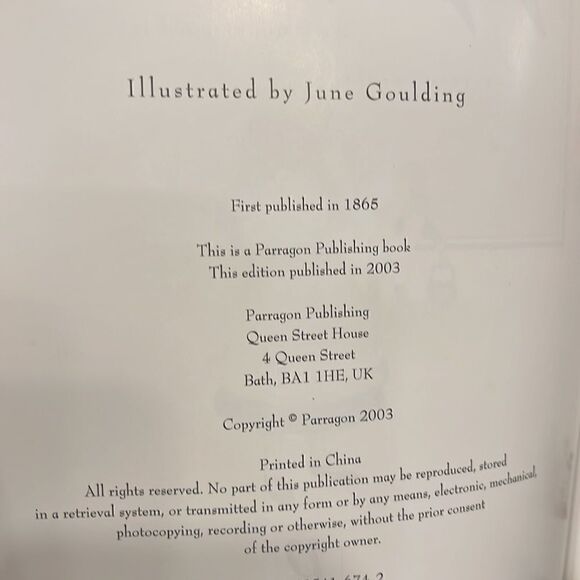 Illustrated by June Goulding
First published in 1865
This is a Parragon Publishing book
This edition published in 2003
Parragon Publishing
Queen Street House
4 Queen Street
Bath, BA1 1HE, UK
Copyright © Parragon 2003
Printed in China
All rights reserved. No part of this publication may be reproduced, stored
in a retrieval system, or transmitted in any form or by any means, electronic, mechanical,
photocopying, recording or otherwise, without the prior consent
of the copyright owner.